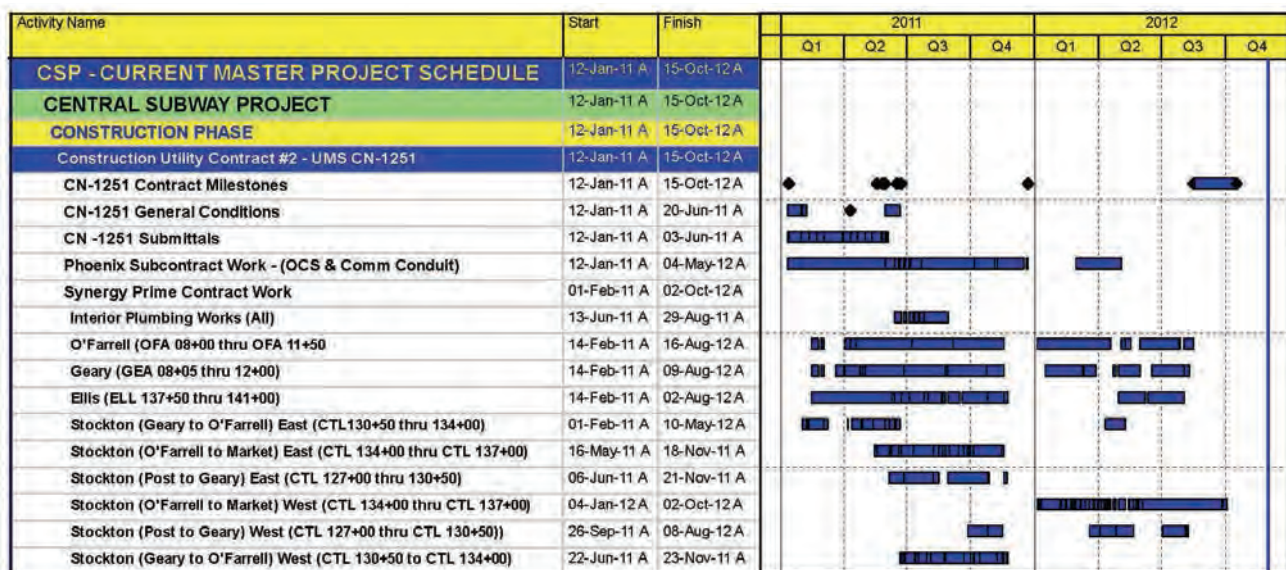 Activity Name Start Finish 2011 2012
Q1 Q2 Q3 Q4 Q1 Q2 Q3 Q4
CSP - CURRENT MASTER PROJECT SCHEDULE 12-Jan-11 A 15-Oct-12 A
CENTRAL SUBWAY PROJECT 12-Jan-11 A 15-Oct-12 A
CONSTRUCTION PHASE 12-Jan-11 A 15-Oct-12 A
Construction Utility Contract #2 - UMS CN-1251 12-Jan-11 A 15-Oct-12 A
CN-1251 Contract Milestones 12-Jan-11 A 15-Oct-12 A
CN-1251 General Conditions 12-Jan-11 A 20-Jun-11 A
CN -1251 Submittals 12-Jan-11 A 03-Jun-11 A
Phoenix Subcontract Work - (OCS & Comm Conduit) 12-Jan-11 A 04-May-12 A
Synergy Prime Contract Work 01-Feb-11 A 02-Oct-12 A
Interior Plumbing Works (All) 13-Jun-11 A 29-Aug-11 A
O'Farrell (OFA 08+00 thru OFA 11+50 14-Feb-11 A 16-Aug-12 A
Geary (GEA 08+05 thru 12+00) 14-Feb-11 A 09-Aug-12 A
Ellis (ELL 137+50 thru 141+00) 14-Feb-11 A 02-Aug-12 A
Stockton (Geary to O'Farrell) East (CTL130+50 thru 134+00) 01-Feb-11 A 10-May-12 A
Stockton (O'Farrell to Market) East (CTL 134+00 thru CTL 137+00) 16-May-11 A 18-Nov-11 A
Stockton (Post to Geary) East (CTL 127+00 thru 130+50) 06-Jun-11 A 21-Nov-11 A
Stockton (O'Farrell to Market) West (CTL 134+00 thru CTL 137+00) 04-Jan-12 A 02-Oct-12 A
Stockton (Post to Geary) West (CTL 127+00 thru CTL 130+50)) 26-Sep-11 A 08-Aug-12 A
Stockton (Geary to O'Farrell) West (CTL 130+50 to CTL 134+00) 22-Jun-11 A 23-Nov-11 A